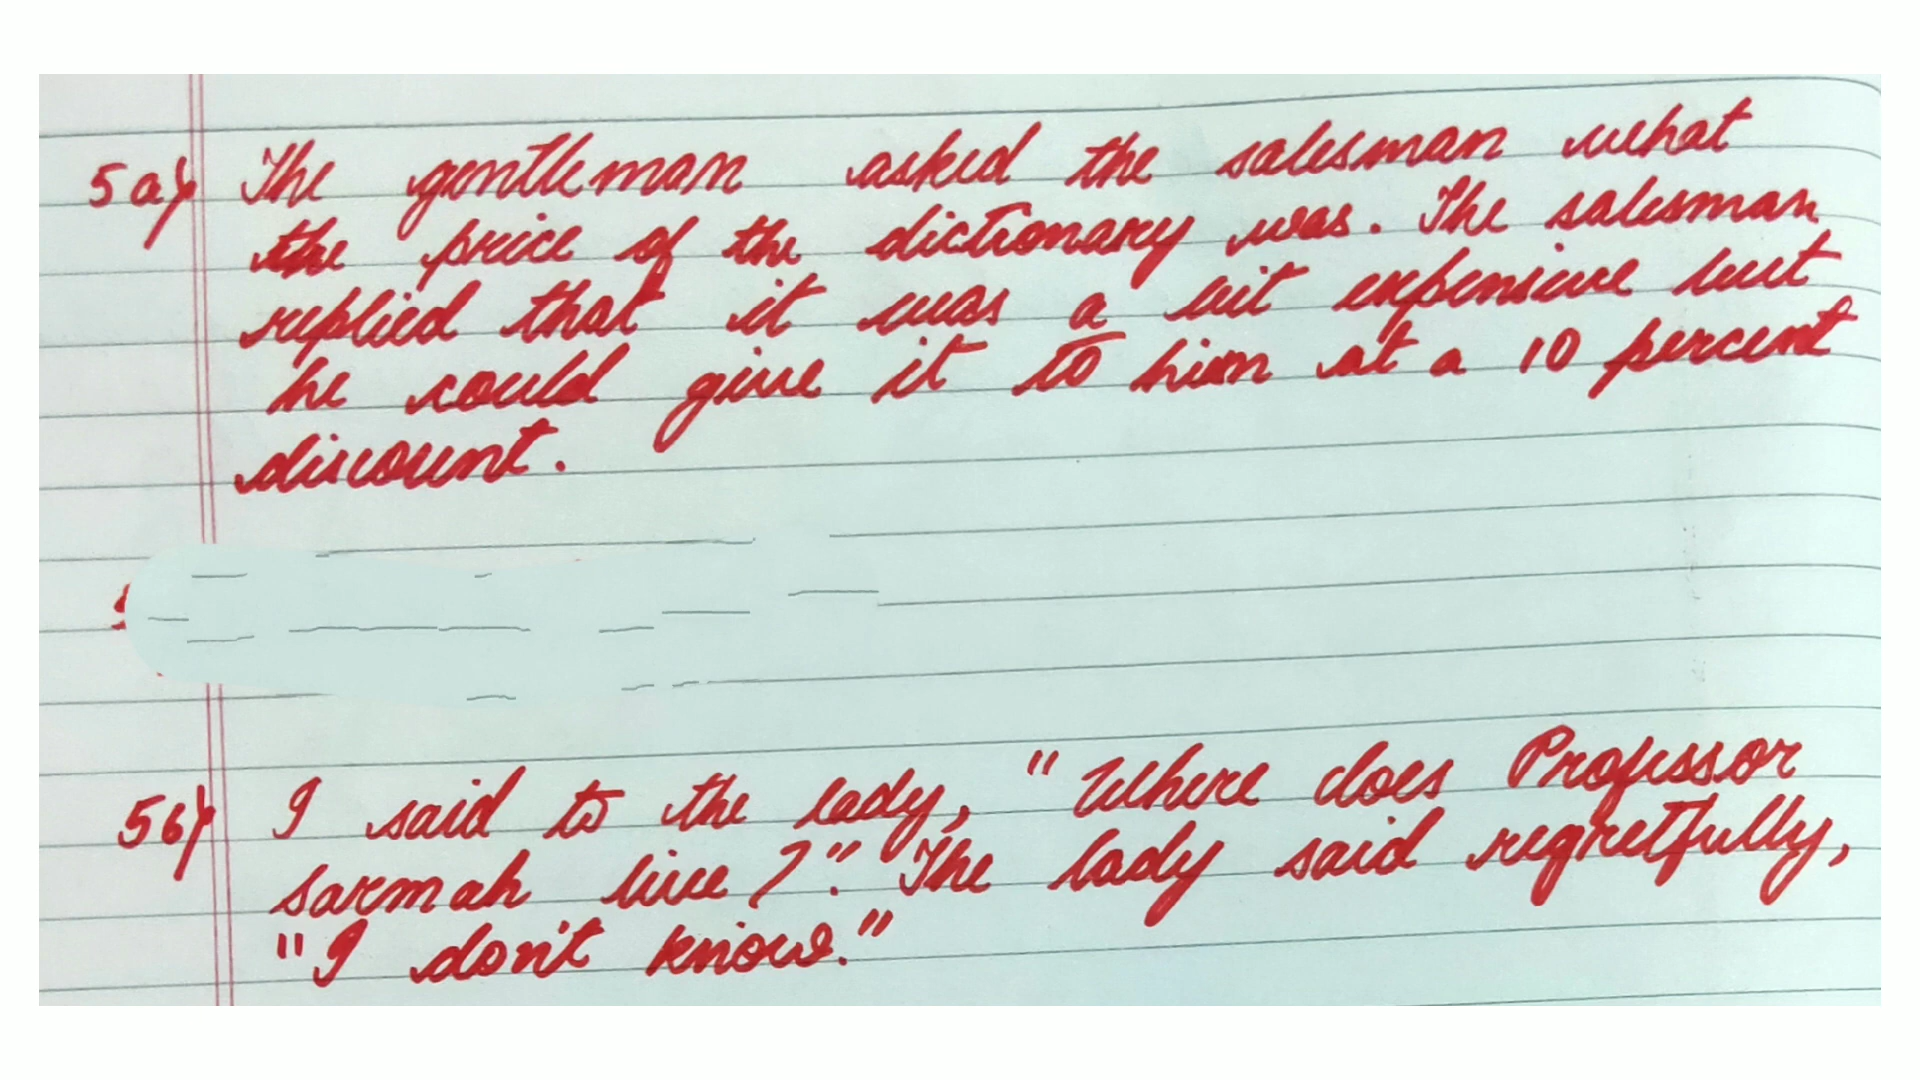 5a) The gentleman asked the salesman what
the price of the dictionary was. The salesman
replied that it was a bit expensive but
he could give it to him at a 10 percent
discount.
5b) I said to the lady, "Where does Professor
Sarmah live?." The lady said regretfully,
"I don't know."